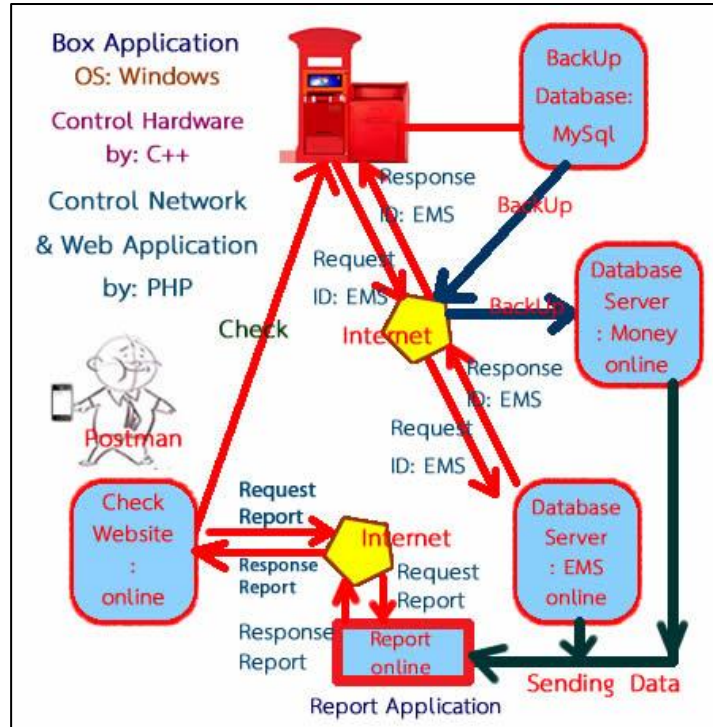 Box Application
OS: Windows
Control Hardware
by: C++
Control Network
& Web Application
by: PHP
BackUp
Database:
MySql
Response
ID: EMS
BackUp
Request
ID: EMS
Internet
BackUp
Database
Server
: Money
online
Check
Response
ID: EMS
Request
ID: EMS
Postman
Check
Website
:
online
Request
Report
Response
Report
Internet
Request
Report
Response
Report
Report
online
Report Application
Database
Server
: EMS
online
Sending Data